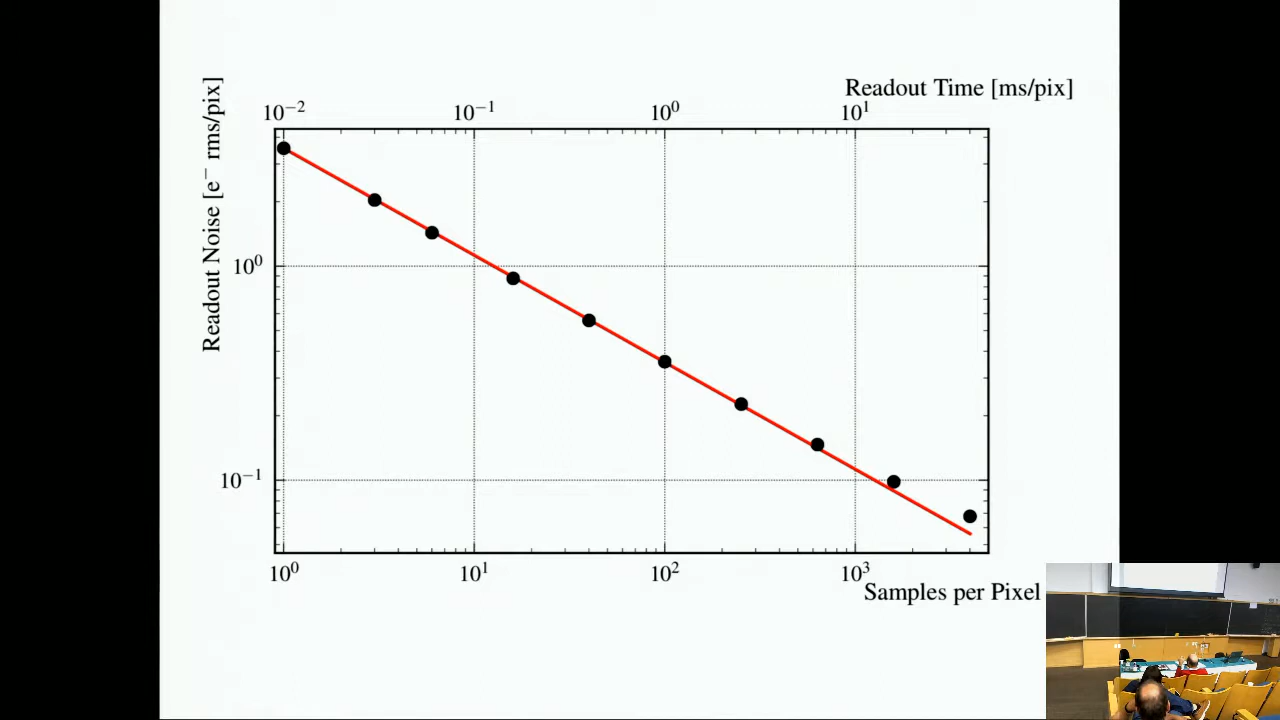 Readout Time [ms/pix]
10⁻² 10⁻¹ 10⁰ 10¹
Readout Noise [e⁻ rms/pix]
10⁰
10⁻¹
10⁰ 10¹ 10² 10³
Samples per Pixel